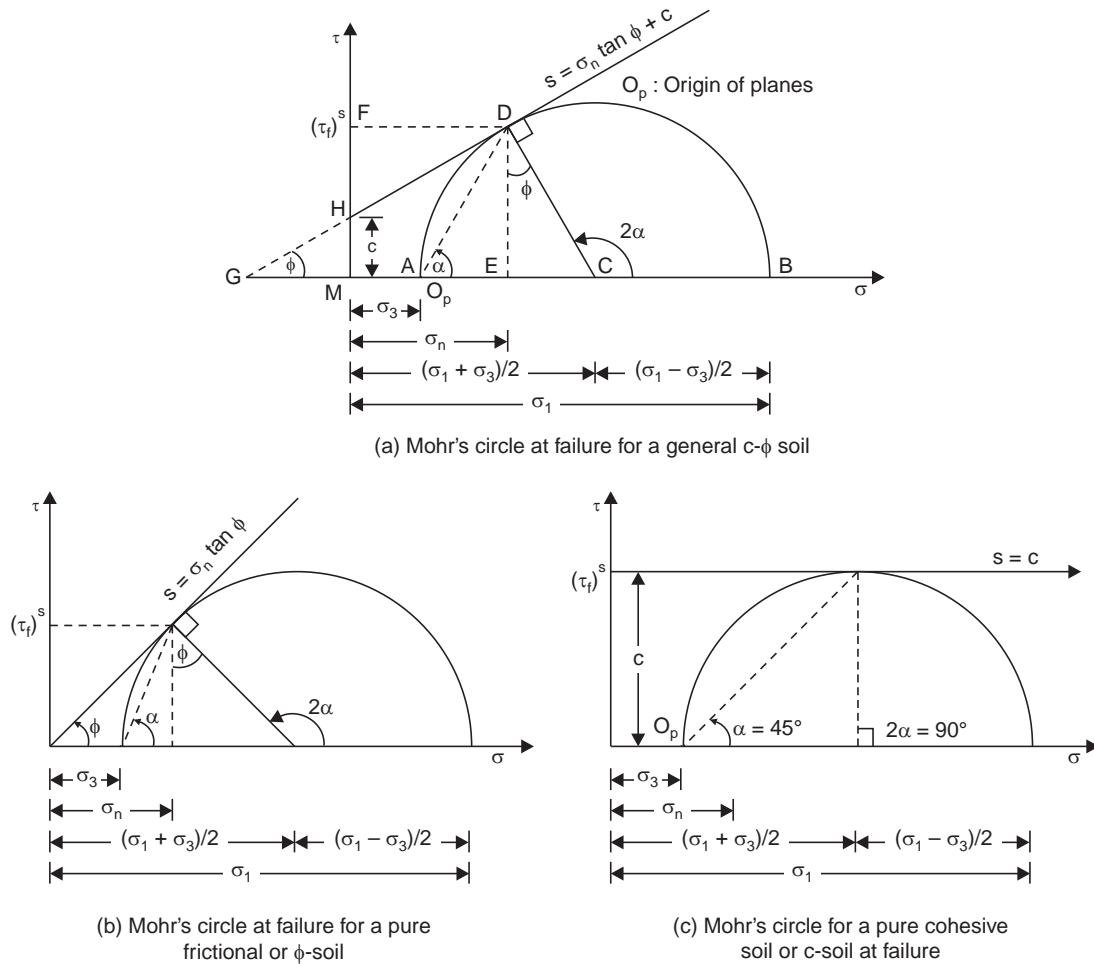 τ
s = σn tan ϕ + c
Op : Origin of planes
F
D
(τf)s
ϕ
H
c
2α
ϕ
α
G
A
E
C
B
M
Op
σ
σ3
σn
(σ1 + σ3)/2
(σ1 − σ3)/2
σ1
(a) Mohr's circle at failure for a general c-ϕ soil
τ
s = σn tan ϕ
(τf)s
ϕ
2α
ϕ
α
σ
σ3
σn
(σ1 + σ3)/2
(σ1 − σ3)/2
σ1
(b) Mohr's circle at failure for a pure
frictional or ϕ-soil
τ
s = c
(τf)s
c
Op
α = 45°
2α = 90°
σ
σ3
σn
(σ1 + σ3)/2
(σ1 − σ3)/2
σ1
(c) Mohr's circle for a pure cohesive
soil or c-soil at failure